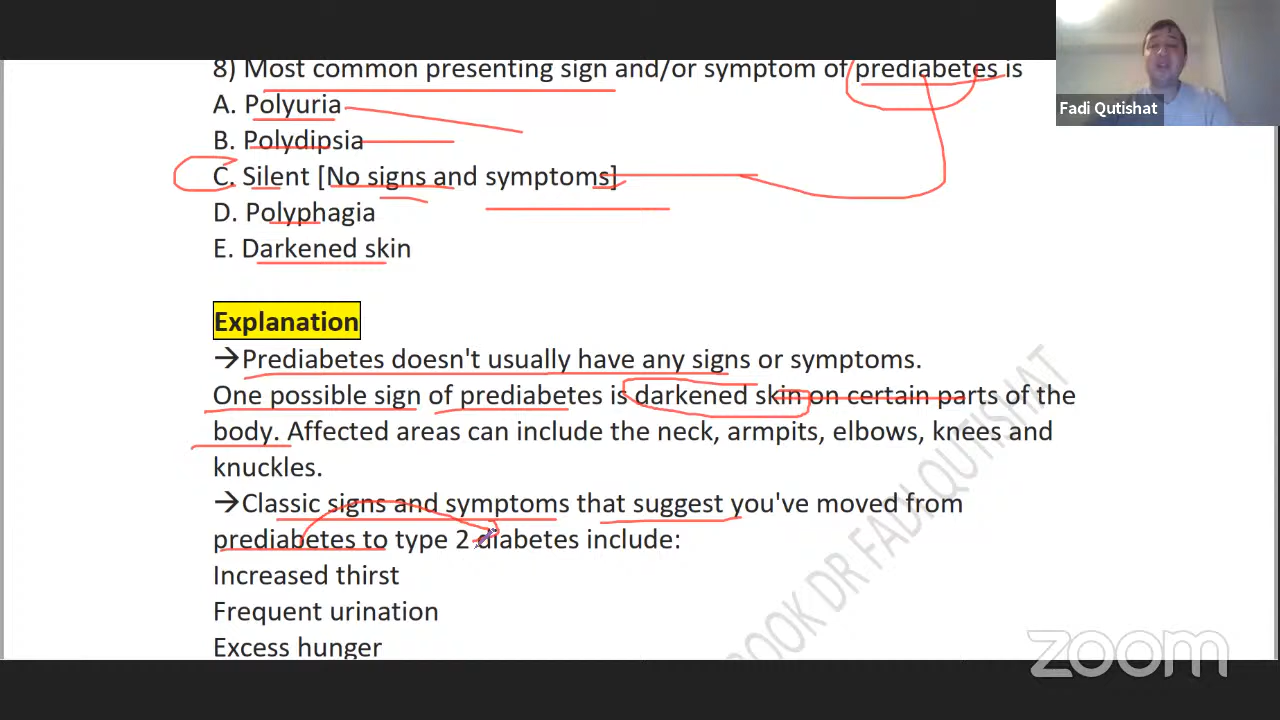 8) Most common presenting sign and/or symptom of prediabetes is
A. Polyuria
B. Polydipsia
C. Silent [No signs and symptoms]
D. Polyphagia
E. Darkened skin
Fadi Qutishat
Explanation
→Prediabetes doesn't usually have any signs or symptoms.
One possible sign of prediabetes is darkened skin on certain parts of the
body. Affected areas can include the neck, armpits, elbows, knees and
knuckles.
→Classic signs and symptoms that suggest you've moved from
prediabetes to type 2 diabetes include:
Increased thirst
Frequent urination
Excess hunger
OOK DR FADI QUTISHAT
zoom